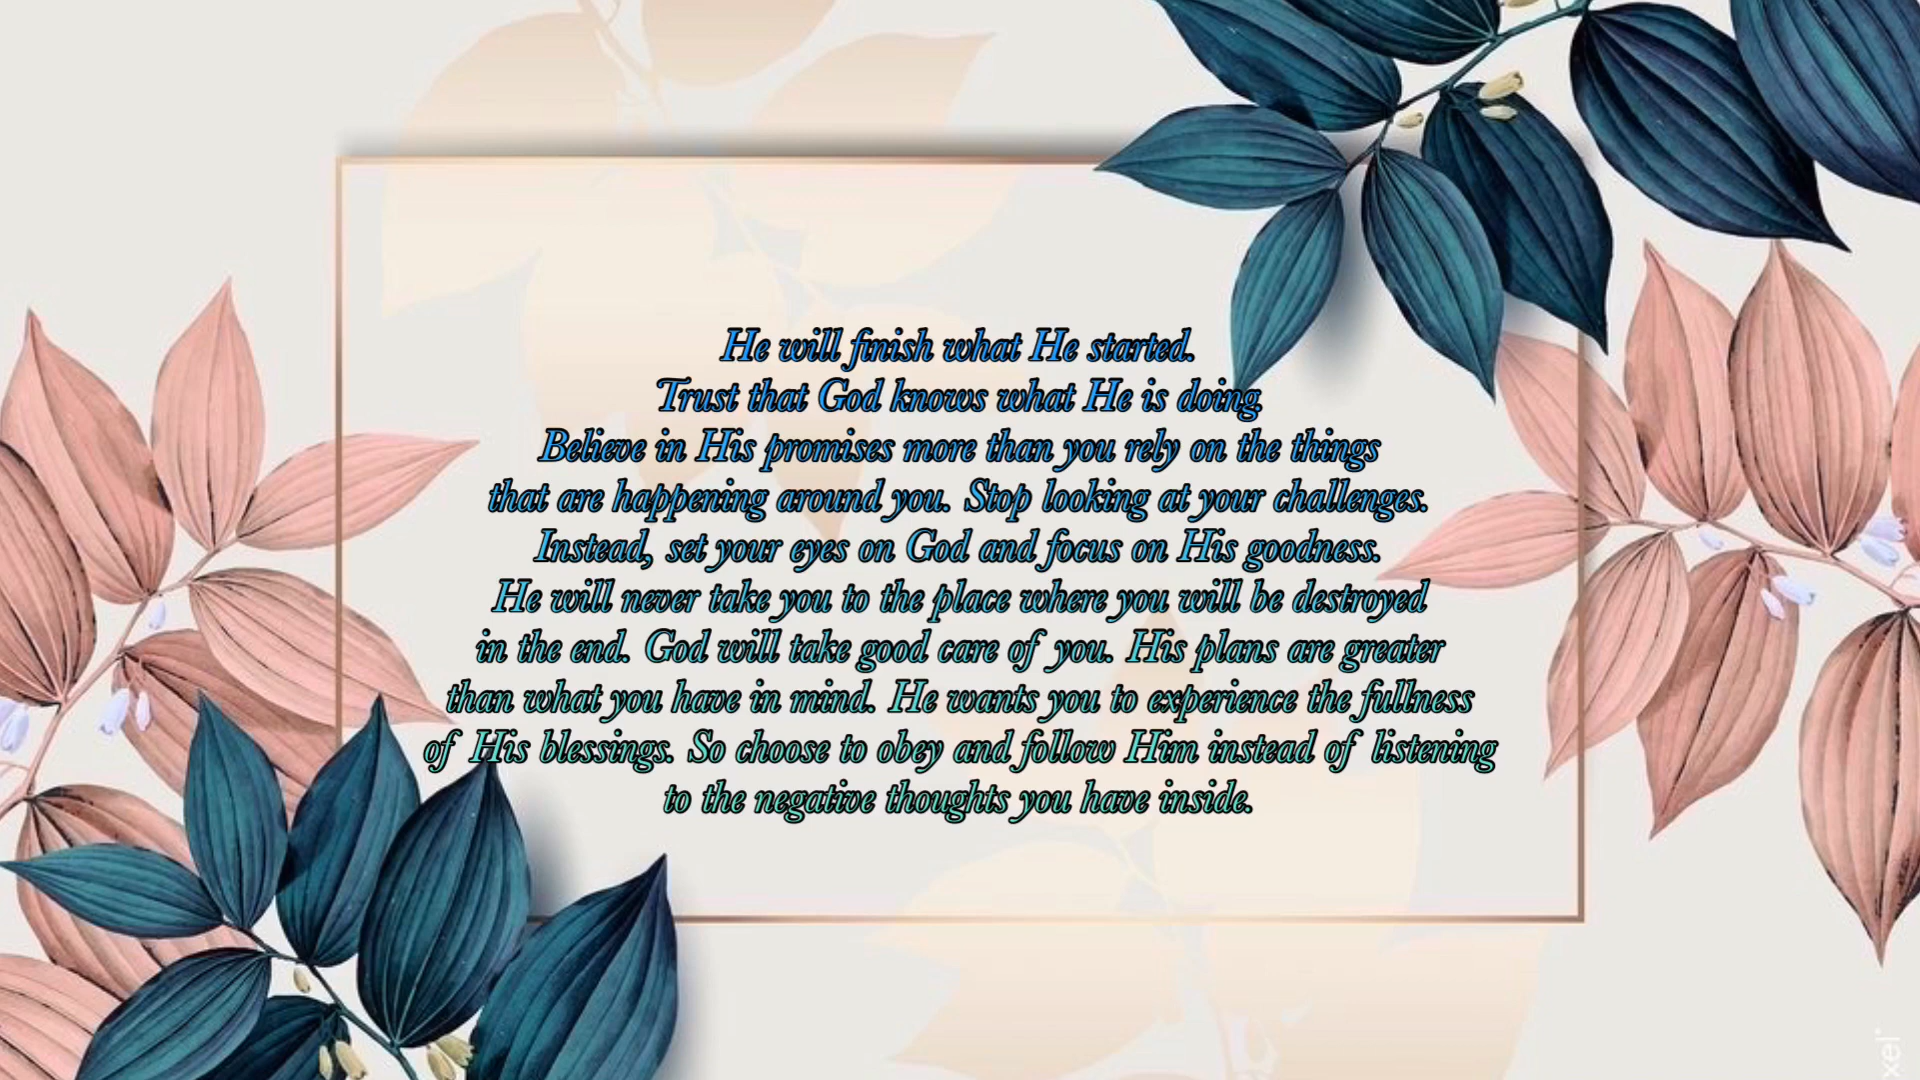 He will finish what He started.
Trust that God knows what He is doing.
Believe in His promises more than you rely on the things
that are happening around you. Stop looking at your challenges.
Instead, set your eyes on God and focus on His goodness.
He will never take you to the place where you will be destroyed
in the end. God will take good care of you. His plans are greater
than what you have in mind. He wants you to experience the fullness
of His blessings. So choose to obey and follow Him instead of listening
to the negative thoughts you have inside.